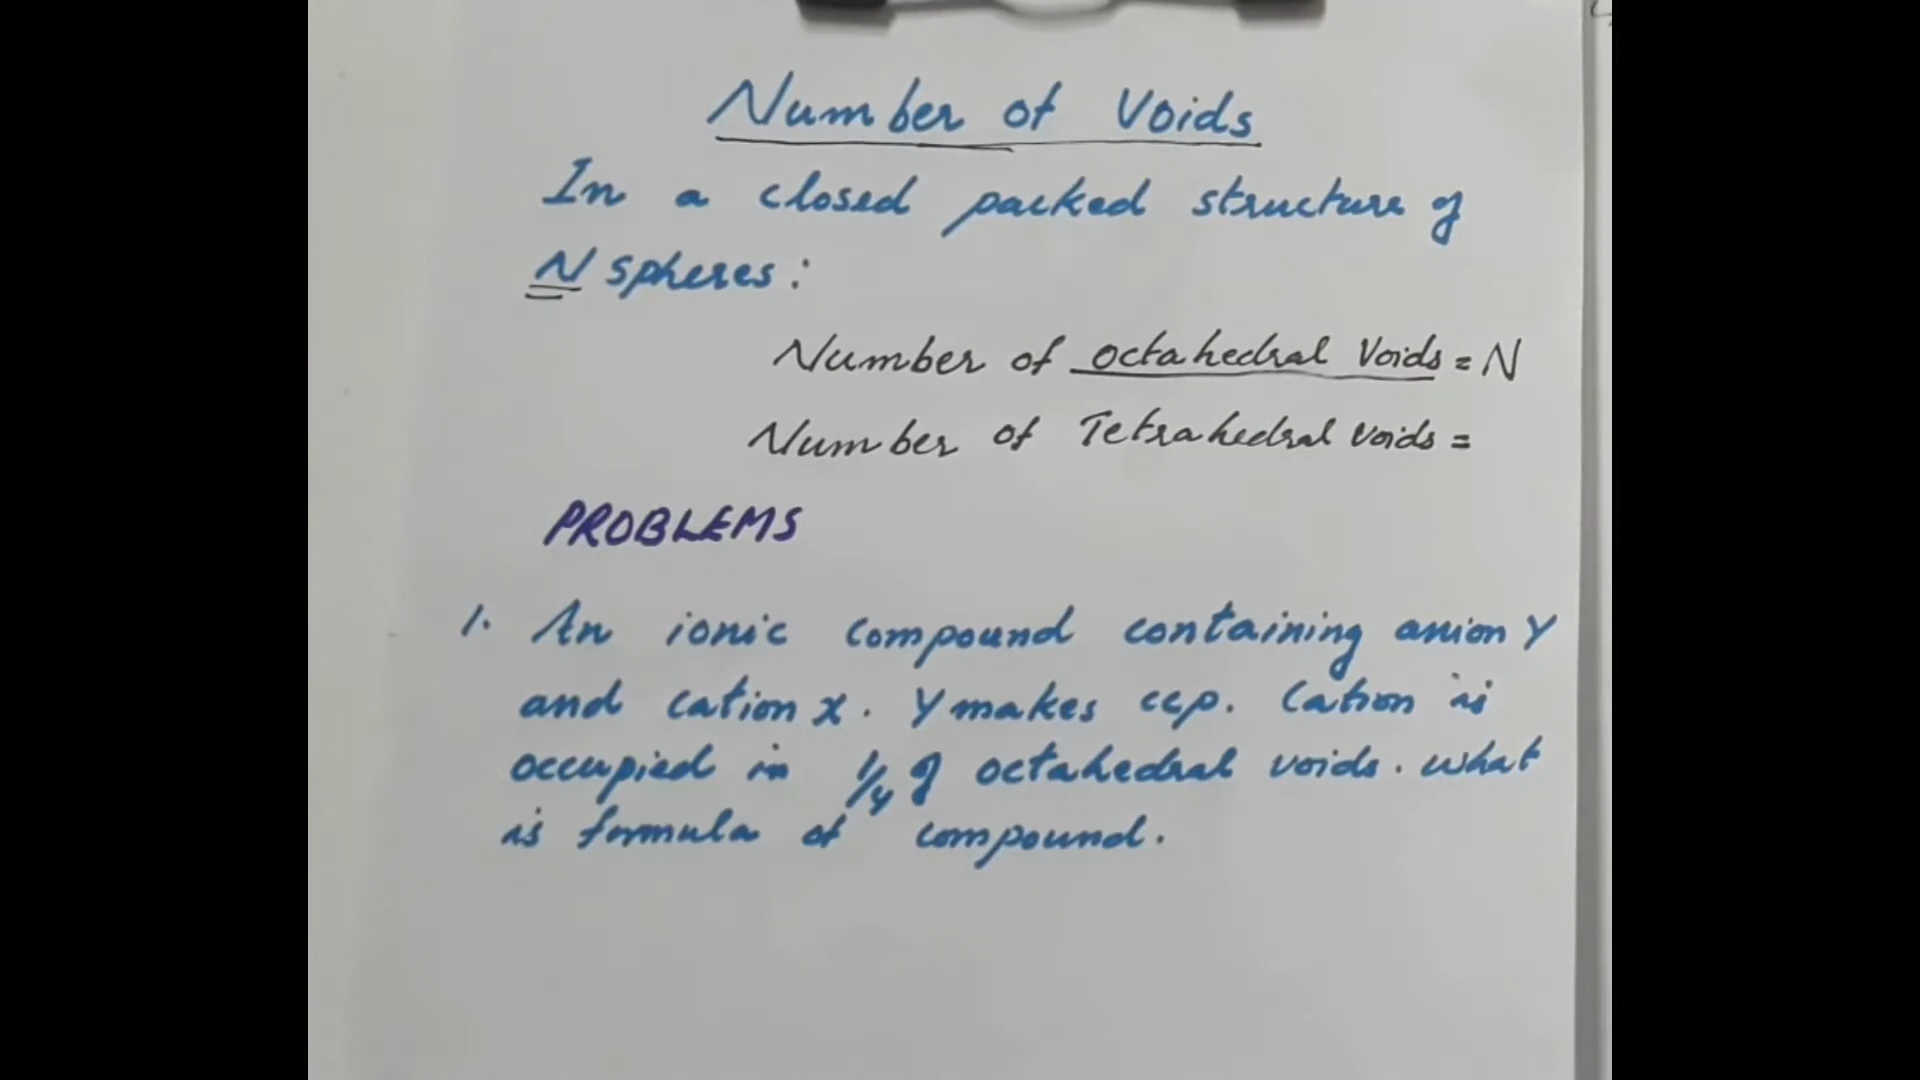 Number of Voids
In a closed packed structure of
N spheres:
Number of octahedral Voids = N
Number of Tetrahedral Voids =
PROBLEMS
1. An ionic compound containing anion Y
and cation X. Y makes ccp. Cation is
occupied in 1/4 of octahedral voids. what
is formula of compound.